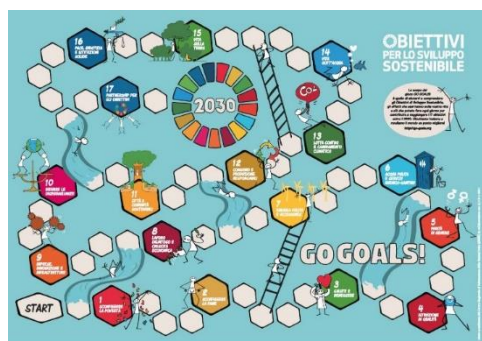 OBIETTIVI
PER LO SVILUPPO
SOSTENIBILE
16
PACE, GIUSTIZIA
E ISTITUZIONI
SOLIDE
15
VITA
SULLA
TERRA
14
VITA
SOTT'ACQUA
17
PARTNERSHIP PER
GLI OBIETTIVI
2030
CO2
13
LOTTA CONTRO
IL CAMBIAMENTO
CLIMATICO
12
CONSUMO E
PRODUZIONE
RESPONSABILI
10
RIDURRE LE
DISUGUAGLIANZE
11
CITTÀ E
COMUNITÀ
SOSTENIBILI
6
ACQUA PULITA
E SERVIZI
IGIENICO-SANITARI
7
5
PARITÀ
DI GENERE
8
LAVORO
DIGNITOSO E
CRESCITA
ECONOMICA
9
IMPRESE,
INNOVAZIONE E
INFRASTRUTTURE
GO GOALS!
START
1
SCONFIGGERE
LA POVERTÀ
2
SCONFIGGERE
LA FAME
3
SALUTE E
BENESSERE
4
ISTRUZIONE
DI QUALITÀ